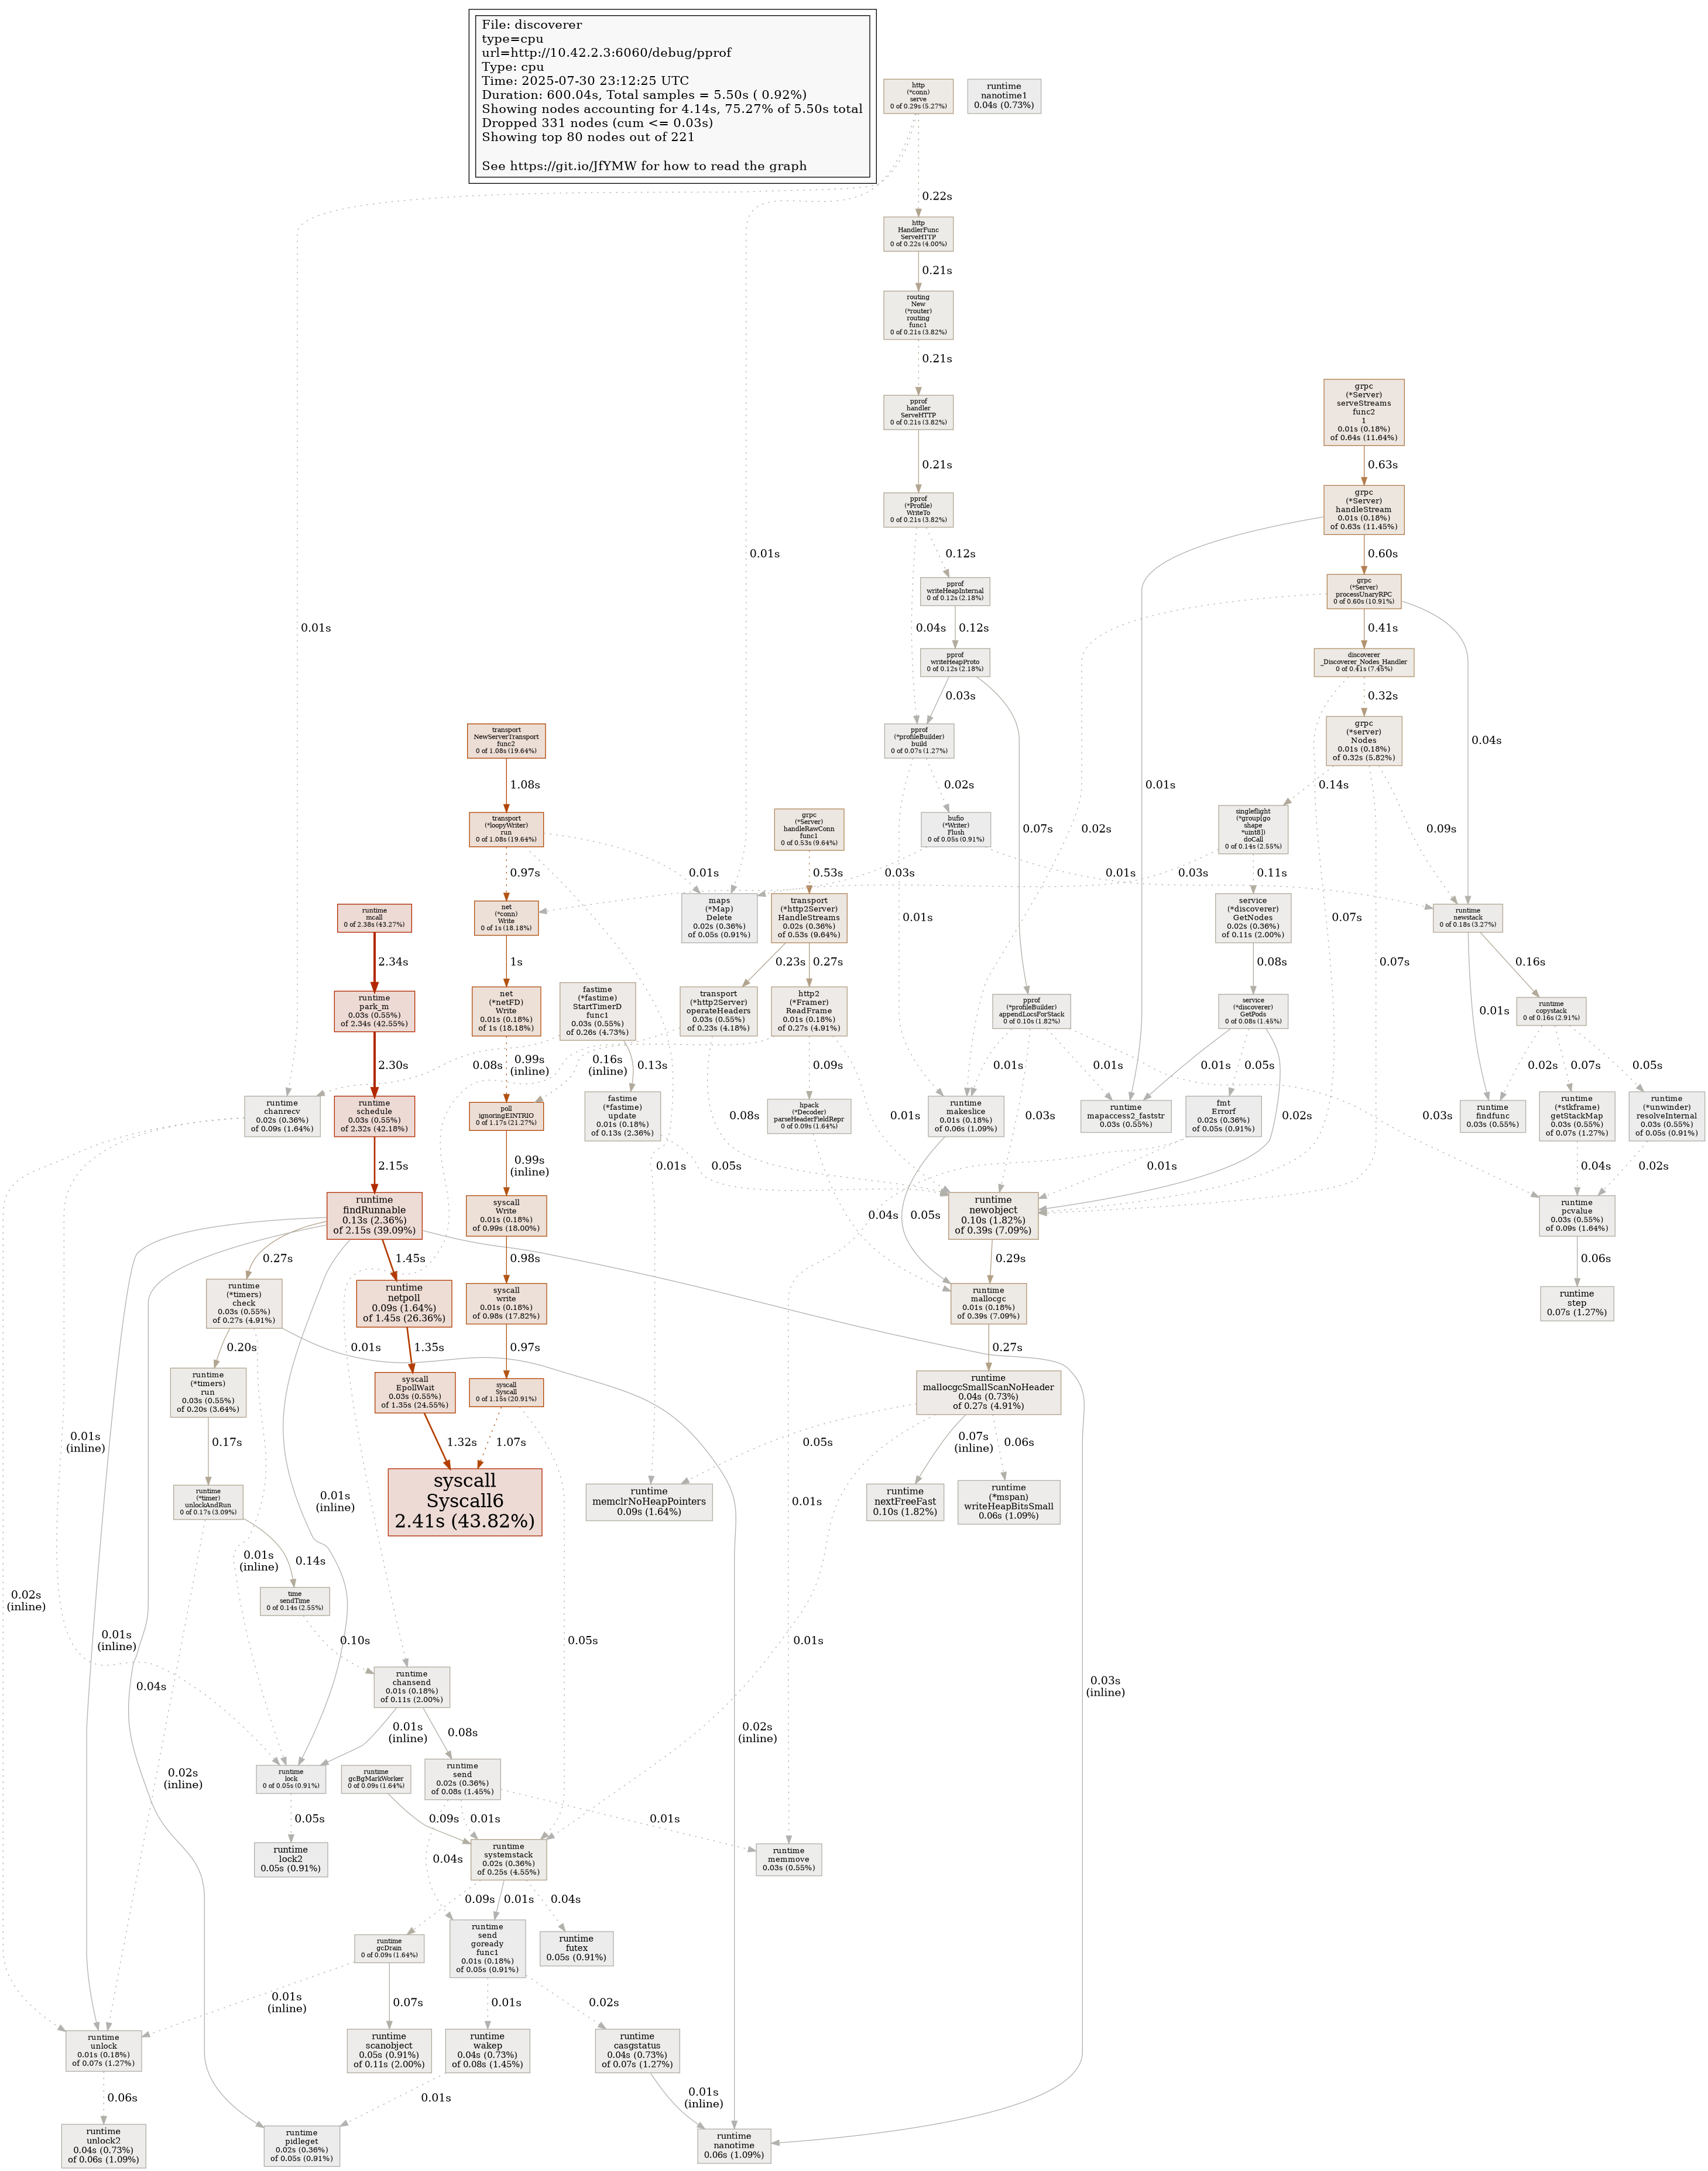 File: discoverer
type=cpu
url=http://10.42.2.3:6060/debug/pprof
Type: cpu
Time: 2025-07-30 23:12:25 UTC
Duration: 600.04s, Total samples = 5.50s ( 0.92%)
Showing nodes accounting for 4.14s, 75.27% of 5.50s total
Dropped 331 nodes (cum <= 0.03s)
Showing top 80 nodes out of 221
See https://git.io/JfYMW for how to read the graph
http
(*conn)
serve
0 of 0.29s (5.27%)
runtime
nanotime1
0.04s (0.73%)
0.22s
http
HandlerFunc
ServeHTTP
0 of 0.22s (4.00%)
0.21s
routing
New
(*router)
routing
func1
0 of 0.21s (3.82%)
0.21s
pprof
handler
ServeHTTP
0 of 0.21s (3.82%)
grpc
(*Server)
serveStreams
func2
1
0.01s (0.18%)
of 0.64s (11.64%)
0.21s
0.63s
pprof
(*Profile)
WriteTo
0 of 0.21s (3.82%)
grpc
(*Server)
handleStream
0.01s (0.18%)
of 0.63s (11.45%)
0.01s
0.12s
0.60s
pprof
writeHeapInternal
0 of 0.12s (2.18%)
grpc
(*Server)
processUnaryRPC
0 of 0.60s (10.91%)
0.01s
0.04s
0.12s
0.41s
pprof
writeHeapProto
0 of 0.12s (2.18%)
discoverer
_Discoverer_Nodes_Handler
0 of 0.41s (7.45%)
0.03s
0.32s
transport
NewServerTransport
func2
0 of 1.08s (19.64%)
pprof
(*profileBuilder)
build
0 of 0.07s (1.27%)
grpc
(*server)
Nodes
0.01s (0.18%)
of 0.32s (5.82%)
0.04s
1.08s
0.02s
0.01s
0.14s
transport
(*loopyWriter)
run
0 of 1.08s (19.64%)
grpc
(*Server)
handleRawConn
func1
0 of 0.53s (9.64%)
bufio
(*Writer)
Flush
0 of 0.05s (0.91%)
0.07s
0.02s
singleflight
(*group[go
shape
*uint8])
doCall
0 of 0.14s (2.55%)
0.09s
0.97s
0.01s
0.53s
0.03s
0.01s
0.03s
0.11s
0.07s
runtime
mcall
0 of 2.38s (43.27%)
net
(*conn)
Write
0 of 1s (18.18%)
maps
(*Map)
Delete
0.02s (0.36%)
of 0.05s (0.91%)
transport
(*http2Server)
HandleStreams
0.02s (0.36%)
of 0.53s (9.64%)
0.01s
service
(*discoverer)
GetNodes
0.02s (0.36%)
of 0.11s (2.00%)
runtime
newstack
0 of 0.18s (3.27%)
2.34s
1s
0.23s
0.27s
0.08s
0.07s
0.16s
runtime
park_m
0.03s (0.55%)
of 2.34s (42.55%)
net
(*netFD)
Write
0.01s (0.18%)
of 1s (18.18%)
fastime
(*fastime)
StartTimerD
func1
0.03s (0.55%)
of 0.26s (4.73%)
transport
(*http2Server)
operateHeaders
0.03s (0.55%)
of 0.23s (4.18%)
http2
(*Framer)
ReadFrame
0.01s (0.18%)
of 0.27s (4.91%)
pprof
(*profileBuilder)
appendLocsForStack
0 of 0.10s (1.82%)
service
(*discoverer)
GetPods
0 of 0.08s (1.45%)
0.01s
runtime
copystack
0 of 0.16s (2.91%)
2.30s
0.08s
0.99s
(inline)
0.16s
(inline)
0.13s
0.09s
0.01s
0.01s
0.01s
0.05s
0.02s
0.07s
0.05s
runtime
chanrecv
0.02s (0.36%)
of 0.09s (1.64%)
runtime
schedule
0.03s (0.55%)
of 2.32s (42.18%)
poll
ignoringEINTRIO
0 of 1.17s (21.27%)
fastime
(*fastime)
update
0.01s (0.18%)
of 0.13s (2.36%)
0.08s
hpack
(*Decoder)
parseHeaderFieldRepr
0 of 0.09s (1.64%)
0.01s
runtime
makeslice
0.01s (0.18%)
of 0.06s (1.09%)
0.03s
runtime
mapaccess2_faststr
0.03s (0.55%)
fmt
Errorf
0.02s (0.36%)
of 0.05s (0.91%)
0.02s
0.03s
runtime
findfunc
0.03s (0.55%)
runtime
(*stkframe)
getStackMap
0.03s (0.55%)
of 0.07s (1.27%)
runtime
(*unwinder)
resolveInternal
0.03s (0.55%)
of 0.05s (0.91%)
2.15s
0.99s
(inline)
0.01s
0.05s
0.01s
0.04s
0.02s
runtime
findRunnable
0.13s (2.36%)
of 2.15s (39.09%)
syscall
Write
0.01s (0.18%)
of 0.99s (18.00%)
0.04s
0.05s
runtime
newobject
0.10s (1.82%)
of 0.39s (7.09%)
runtime
pcvalue
0.03s (0.55%)
of 0.09s (1.64%)
0.27s
1.45s
0.98s
0.29s
0.06s
runtime
(*timers)
check
0.03s (0.55%)
of 0.27s (4.91%)
runtime
netpoll
0.09s (1.64%)
of 1.45s (26.36%)
syscall
write
0.01s (0.18%)
of 0.98s (17.82%)
runtime
mallocgc
0.01s (0.18%)
of 0.39s (7.09%)
runtime
step
0.07s (1.27%)
0.20s
0.01s
1.35s
0.97s
0.27s
runtime
(*timers)
run
0.03s (0.55%)
of 0.20s (3.64%)
syscall
EpollWait
0.03s (0.55%)
of 1.35s (24.55%)
syscall
Syscall
0 of 1.15s (20.91%)
runtime
mallocgcSmallScanNoHeader
0.04s (0.73%)
of 0.27s (4.91%)
0.01s
(inline)
0.17s
1.32s
1.07s
0.05s
0.07s
(inline)
0.06s
runtime
(*timer)
unlockAndRun
0 of 0.17s (3.09%)
0.01s
(inline)
syscall
Syscall6
2.41s (43.82%)
runtime
memclrNoHeapPointers
0.09s (1.64%)
0.01s
runtime
nextFreeFast
0.10s (1.82%)
runtime
(*mspan)
writeHeapBitsSmall
0.06s (1.09%)
0.02s
(inline)
0.01s
(inline)
0.14s
time
sendTime
0 of 0.14s (2.55%)
0.01s
(inline)
0.10s
0.05s
0.01s
0.04s
runtime
chansend
0.01s (0.18%)
of 0.11s (2.00%)
0.03s
(inline)
0.02s
(inline)
0.01s
(inline)
0.08s
0.02s
(inline)
runtime
lock
0 of 0.05s (0.91%)
runtime
gcBgMarkWorker
0 of 0.09s (1.64%)
runtime
send
0.02s (0.36%)
of 0.08s (1.45%)
0.05s
0.09s
0.01s
0.01s
runtime
lock2
0.05s (0.91%)
0.04s
runtime
systemstack
0.02s (0.36%)
of 0.25s (4.55%)
runtime
memmove
0.03s (0.55%)
0.09s
0.01s
0.04s
runtime
gcDrain
0 of 0.09s (1.64%)
runtime
send
goready
func1
0.01s (0.18%)
of 0.05s (0.91%)
runtime
futex
0.05s (0.91%)
0.01s
(inline)
0.07s
0.01s
0.02s
runtime
unlock
0.01s (0.18%)
of 0.07s (1.27%)
runtime
scanobject
0.05s (0.91%)
of 0.11s (2.00%)
runtime
wakep
0.04s (0.73%)
of 0.08s (1.45%)
runtime
casgstatus
0.04s (0.73%)
of 0.07s (1.27%)
0.06s
0.01s
0.01s
(inline)
runtime
unlock2
0.04s (0.73%)
of 0.06s (1.09%)
runtime
pidleget
0.02s (0.36%)
of 0.05s (0.91%)
runtime
nanotime
0.06s (1.09%)